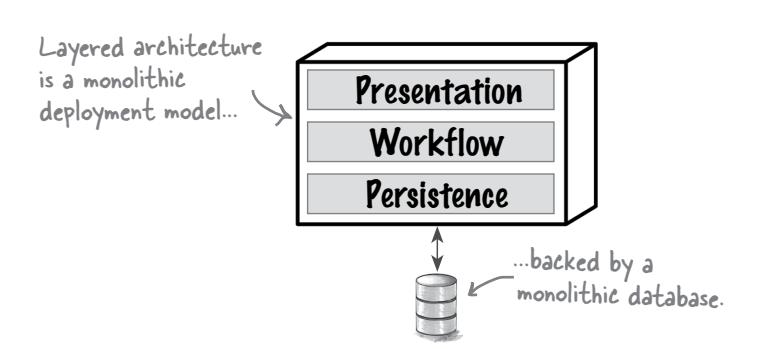 Layered architecture
is a monolithic
deployment model...
Presentation
Workflow
Persistence
...backed by a
monolithic database.